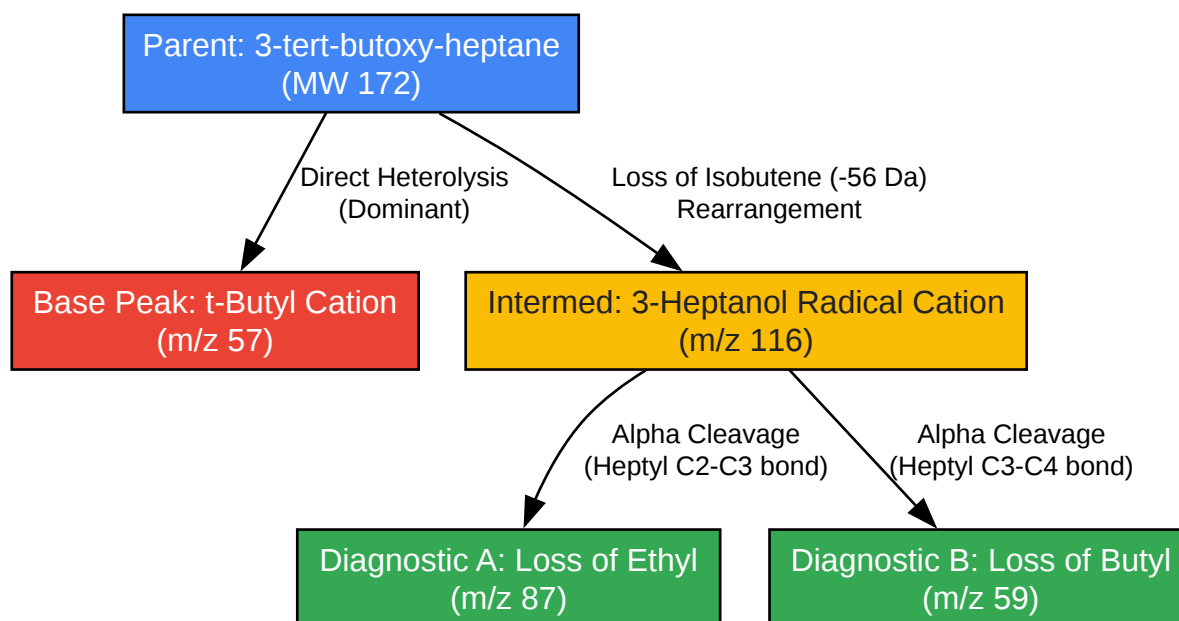 Parent: 3-tert-butoxy-heptane
(MW 172)
Direct Heterolysis
(Dominant)
Loss of Isobutene (-56 Da)
Rearrangement
Base Peak: t-Butyl Cation
(m/z 57)
Intermed: 3-Heptanol Radical Cation
(m/z 116)
Alpha Cleavage
(Heptyl C2-C3 bond)
Alpha Cleavage
(Heptyl C3-C4 bond)
Diagnostic A: Loss of Ethyl
(m/z 87)
Diagnostic B: Loss of Butyl
(m/z 59)